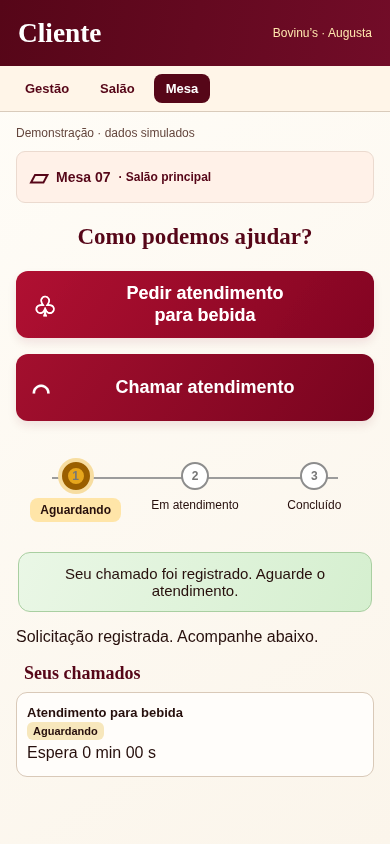 Cliente
Bovinu's · Augusta
Gestão Salão Mesa
Demonstração · dados simulados
Mesa 07 · Salão principal
Como podemos ajudar?
Pedir atendimento
para bebida
Chamar atendimento
1 2 3
Aguardando Em atendimento Concluído
Seu chamado foi registrado. Aguarde o
atendimento.
Solicitação registrada. Acompanhe abaixo.
Seus chamados
Atendimento para bebida
Aguardando
Espera 0 min 00 s